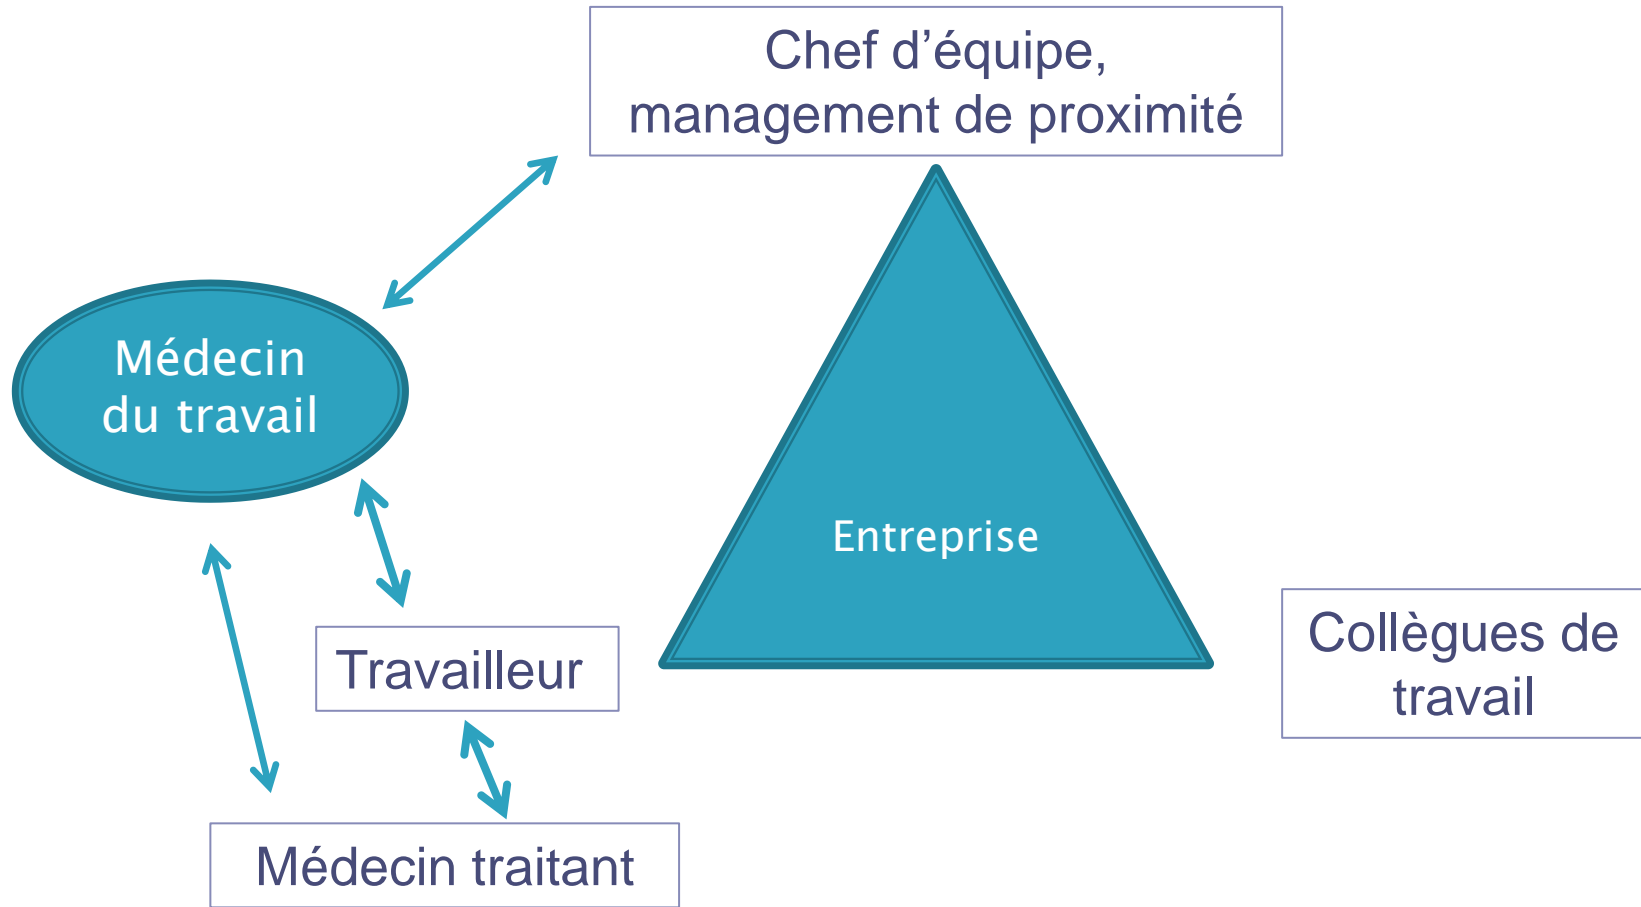 Chef d’équipe,
management de proximité
Médecin
du travail
Entreprise
Travailleur
Collègues de
travail
Médecin traitant